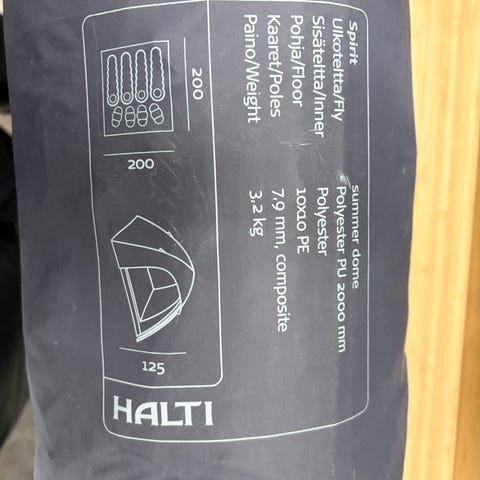 Spirit summer dome
Ulkoteltta/Fly Polyester PU 2000 mm
Sisäteltta/Inner Polyester
Pohja/Floor 10x10 PE
Kaaret/Poles 7,9 mm, composite
Paino/Weight 3,2 kg
200
200
125
HALTI